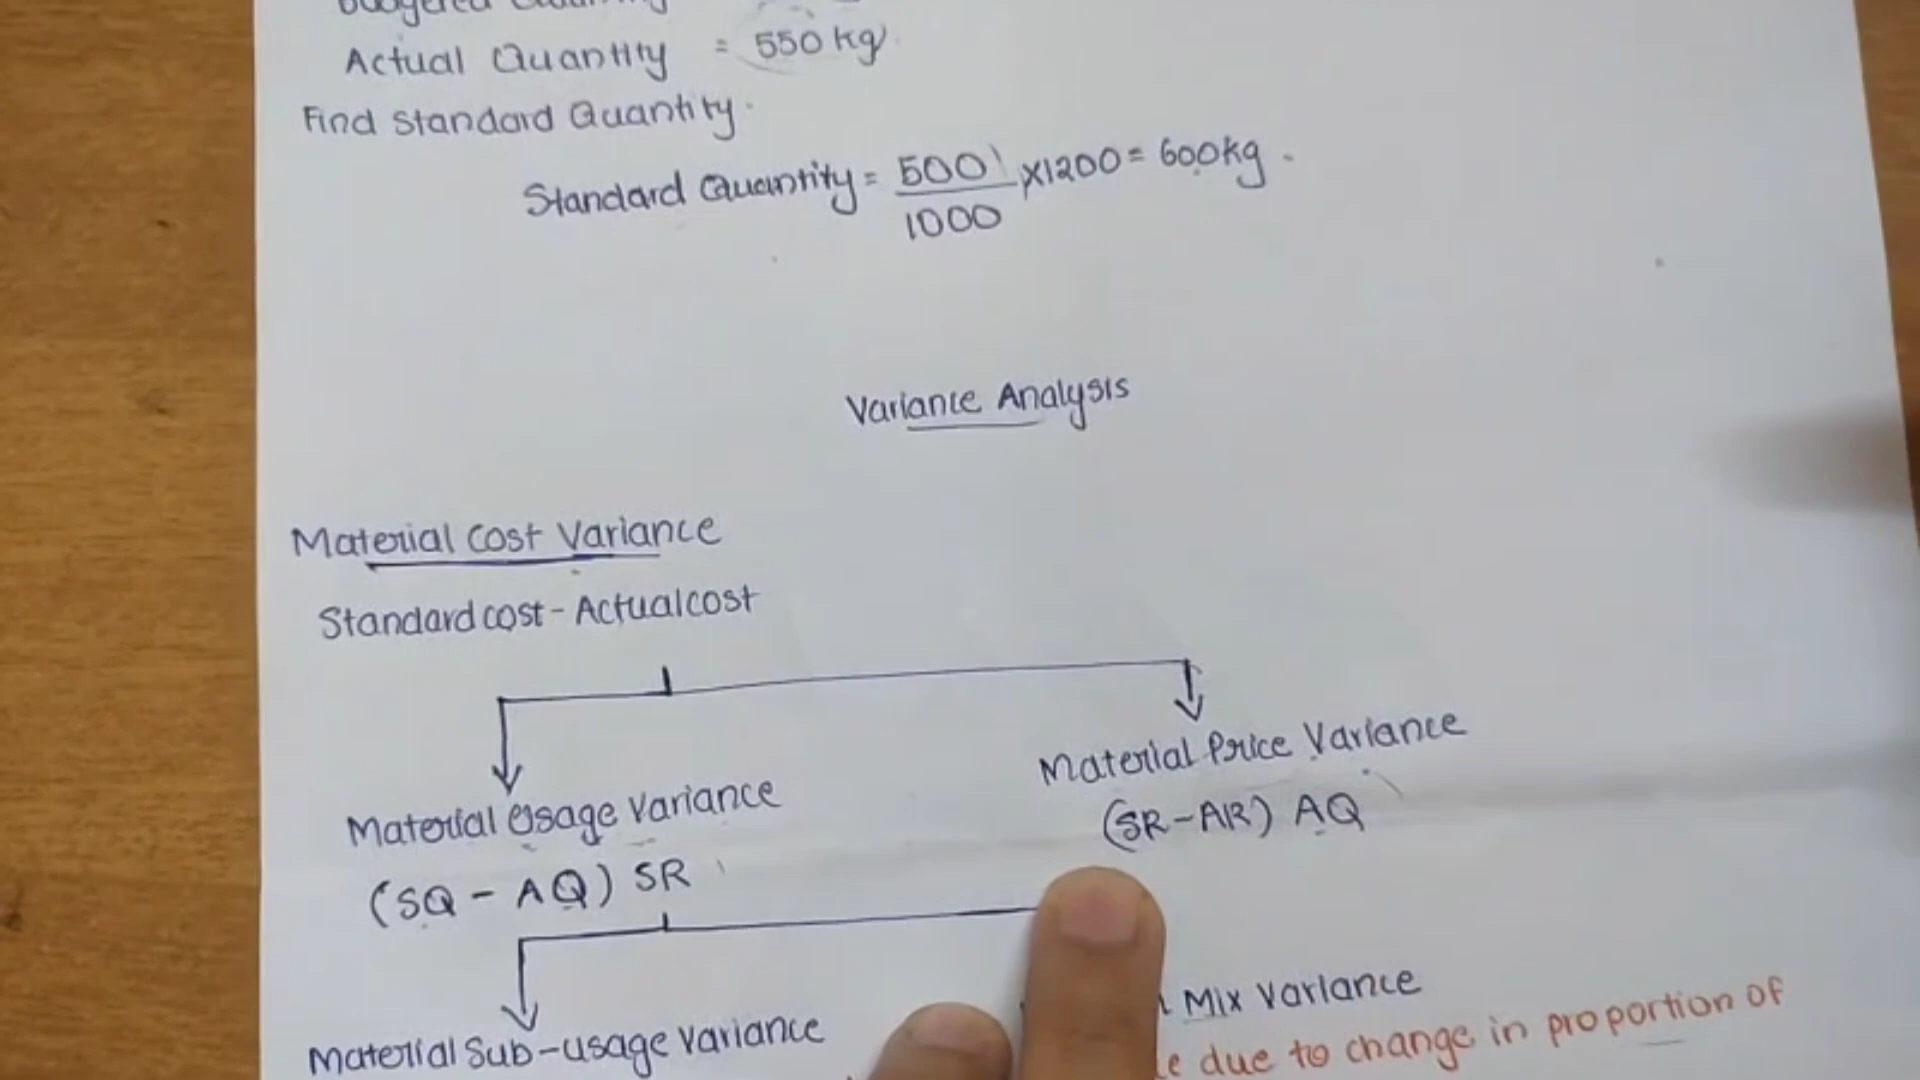 Actual Quantity = 550 kg
Find Standard Quantity.
Standard Quantity = 500/1000 x1200 = 600kg.
Variance Analysis
Material Cost Variance
Standard cost - Actual cost
Material Usage Variance
Material Price Variance
(SQ - AQ) SR
(SR - AR) AQ
Material Sub-usage Variance
Mix Variance
due to change in proportion of